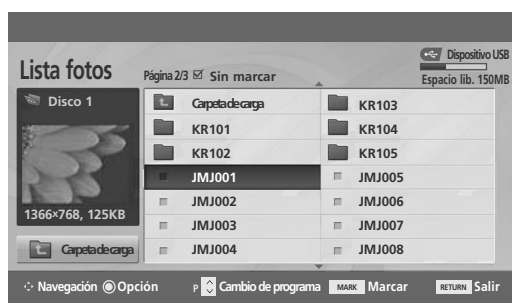 Lista fotos
Página 2/3 ☑ Sin marcar
Dispositivo USB
Espacio lib. 150MB
Disco 1
1366×768, 125KB
Carpeta de carga
Carpeta de carga
KR101
KR102
JMJ001
JMJ002
JMJ003
JMJ004
KR103
KR104
KR105
JMJ005
JMJ006
JMJ007
JMJ008
Navegación Opción P Cambio de programa MARK Marcar RETURN Salir